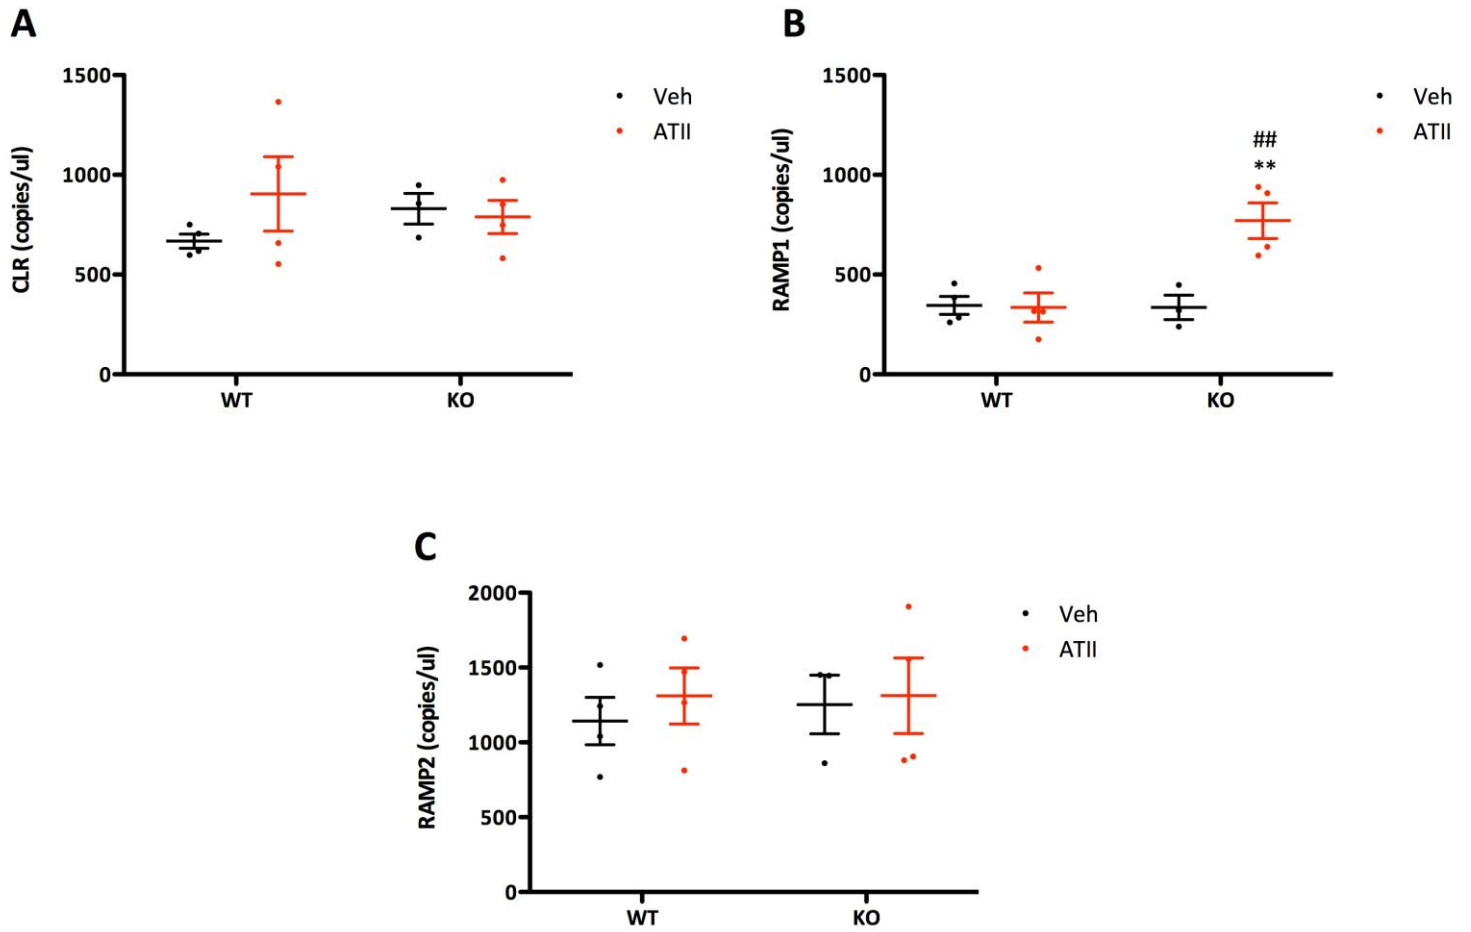 A
CLR (copies/ul)
1500
1000
500
0
WT
KO
Veh
ATII
B
RAMP1 (copies/ul)
1500
1000
500
0
WT
KO
##
**
Veh
ATII
C
RAMP2 (copies/ul)
2000
1500
1000
500
0
WT
KO
Veh
ATII